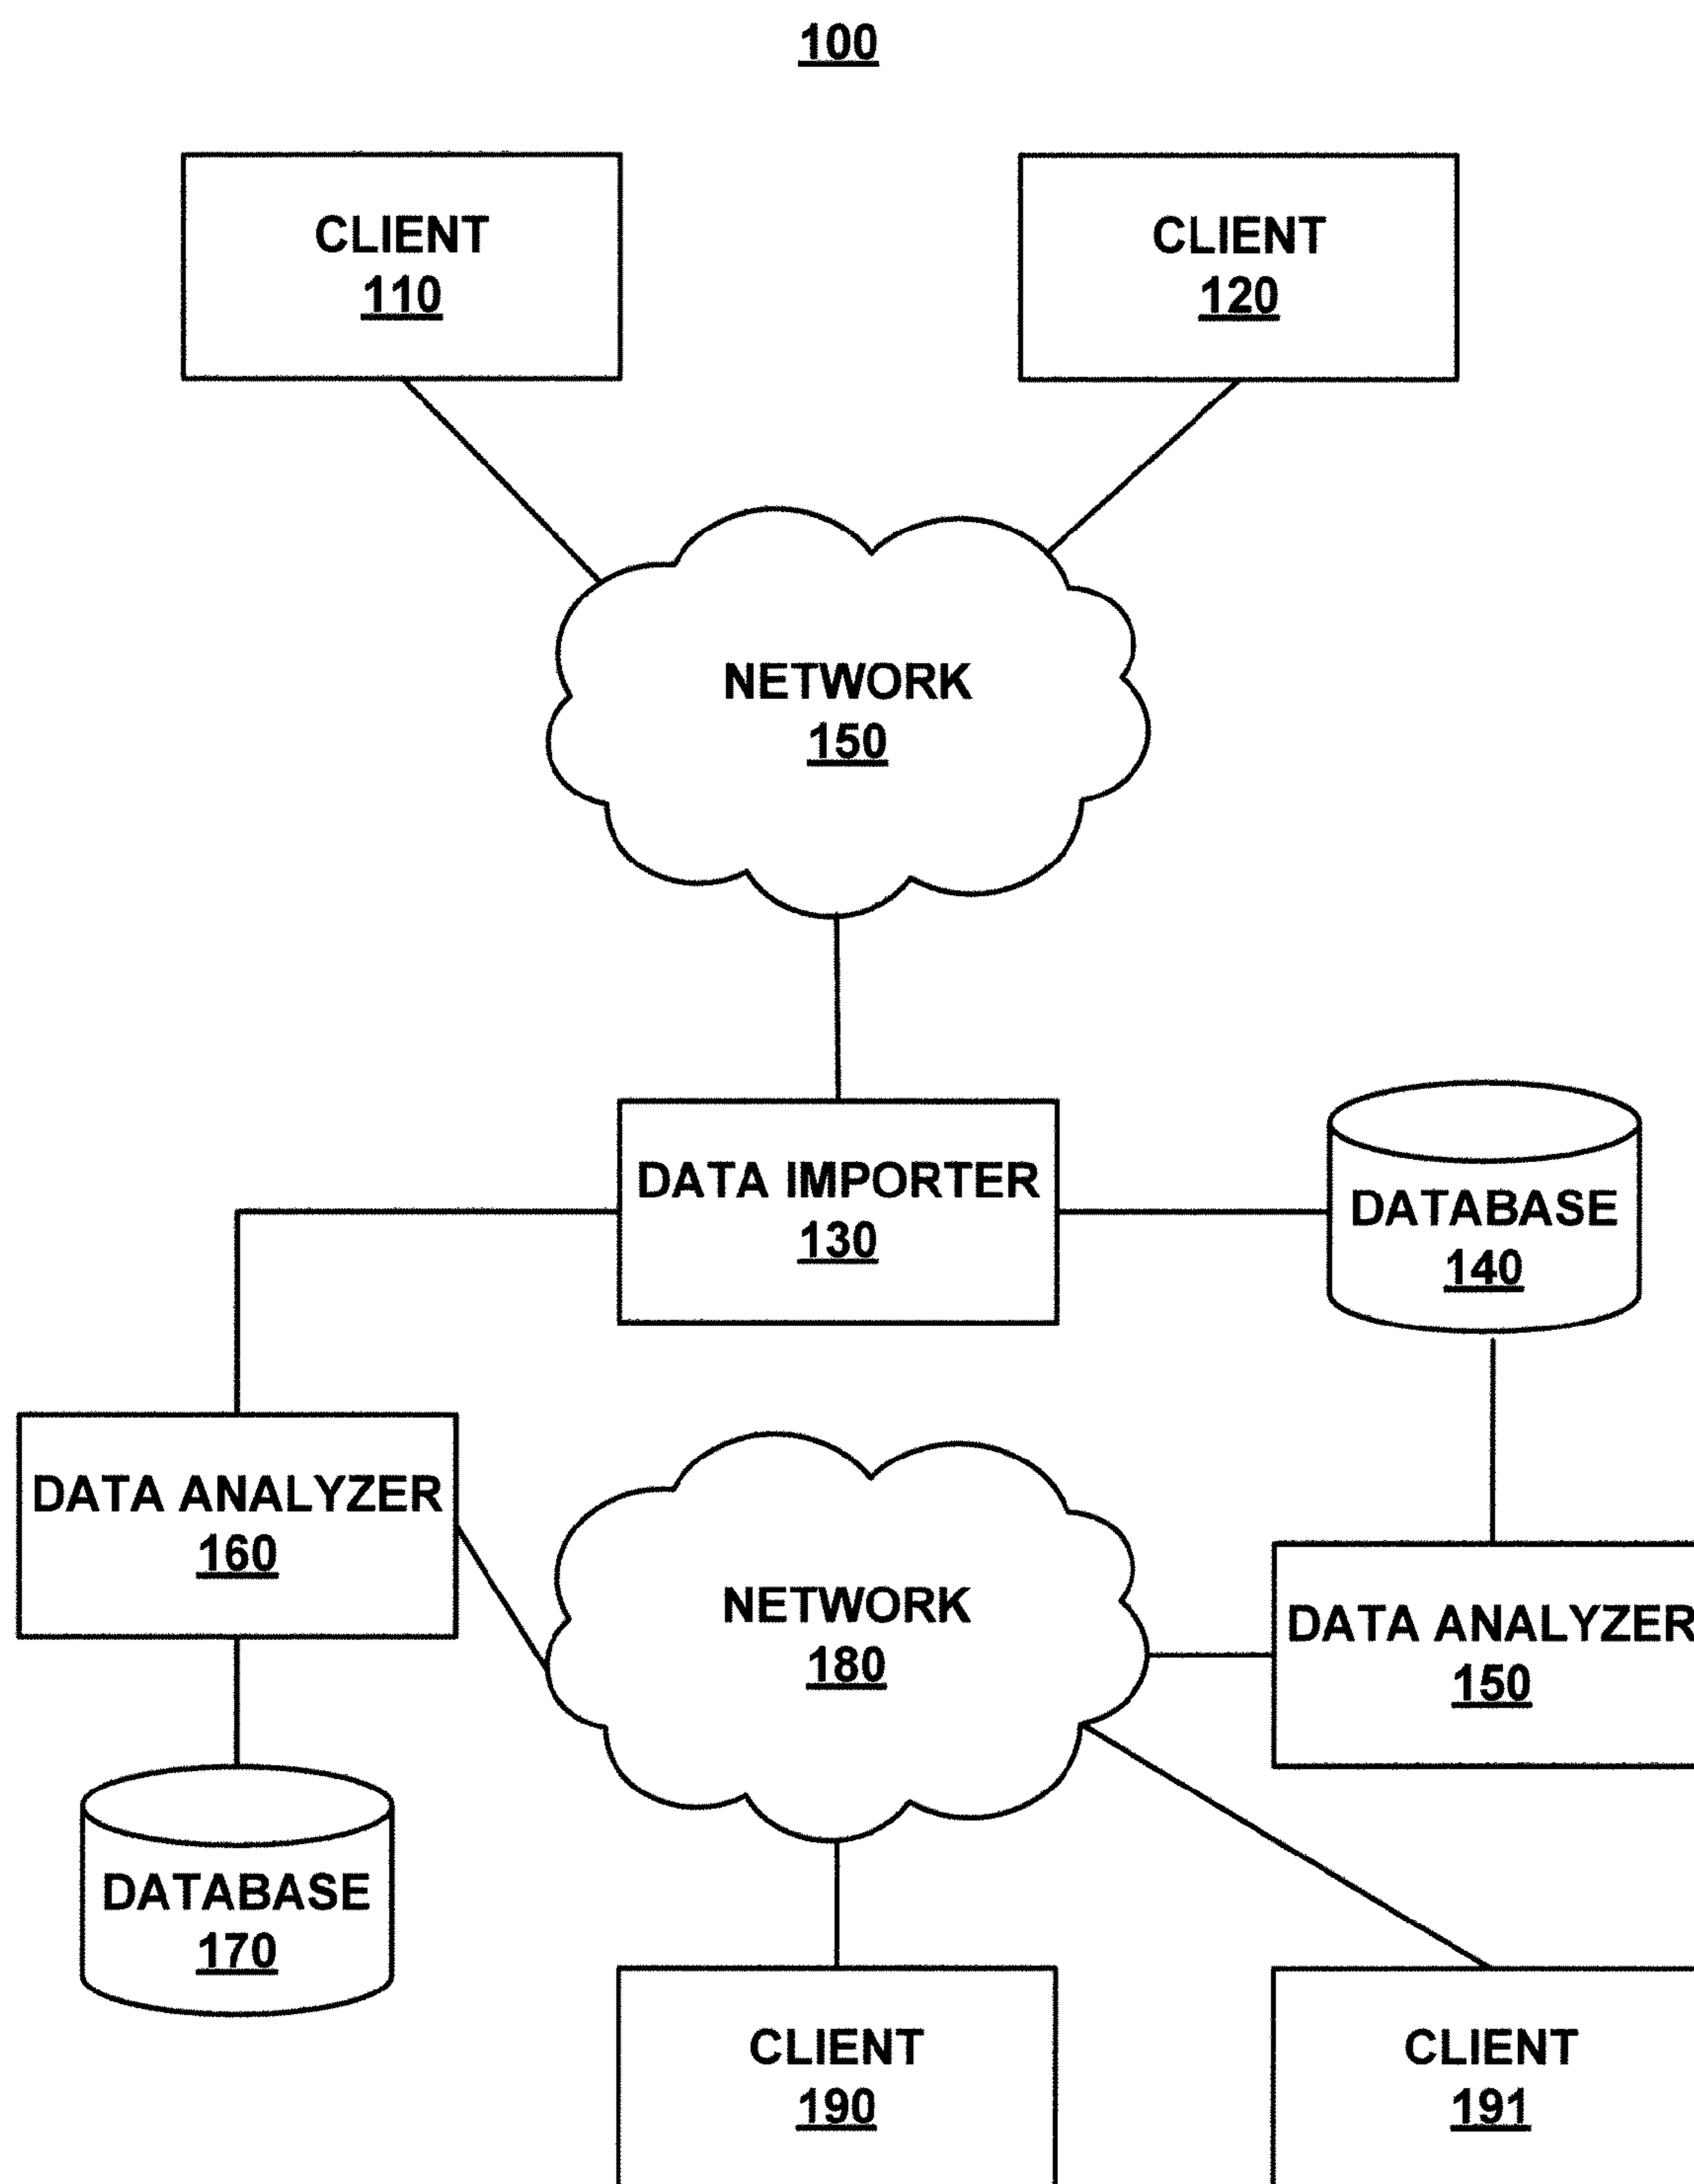 100
CLIENT
110
CLIENT
120
NETWORK
150
DATA IMPORTER
130
DATABASE
140
DATA ANALYZER
160
NETWORK
180
DATA ANALYZER
150
DATABASE
170
CLIENT
190
CLIENT
191